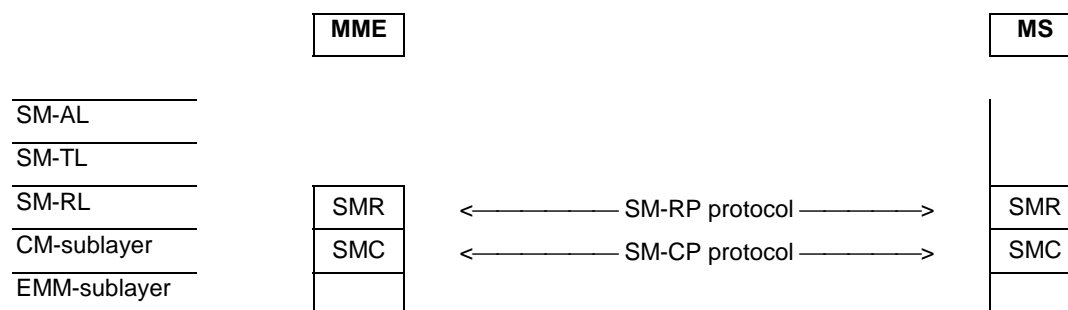 MME MS
SM-AL
SM-TL
SM-RL SMR <—————— SM-RP protocol ——————> SMR
CM-sublayer SMC <—————— SM-CP protocol ——————> SMC
EMM-sublayer